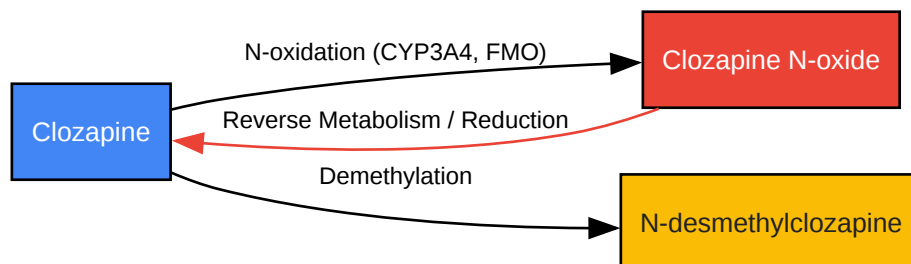 N-oxidation (CYP3A4, FMO)
Clozapine N-oxide
Clozapine
Reverse Metabolism / Reduction
Demethylation
N-desmethylclozapine